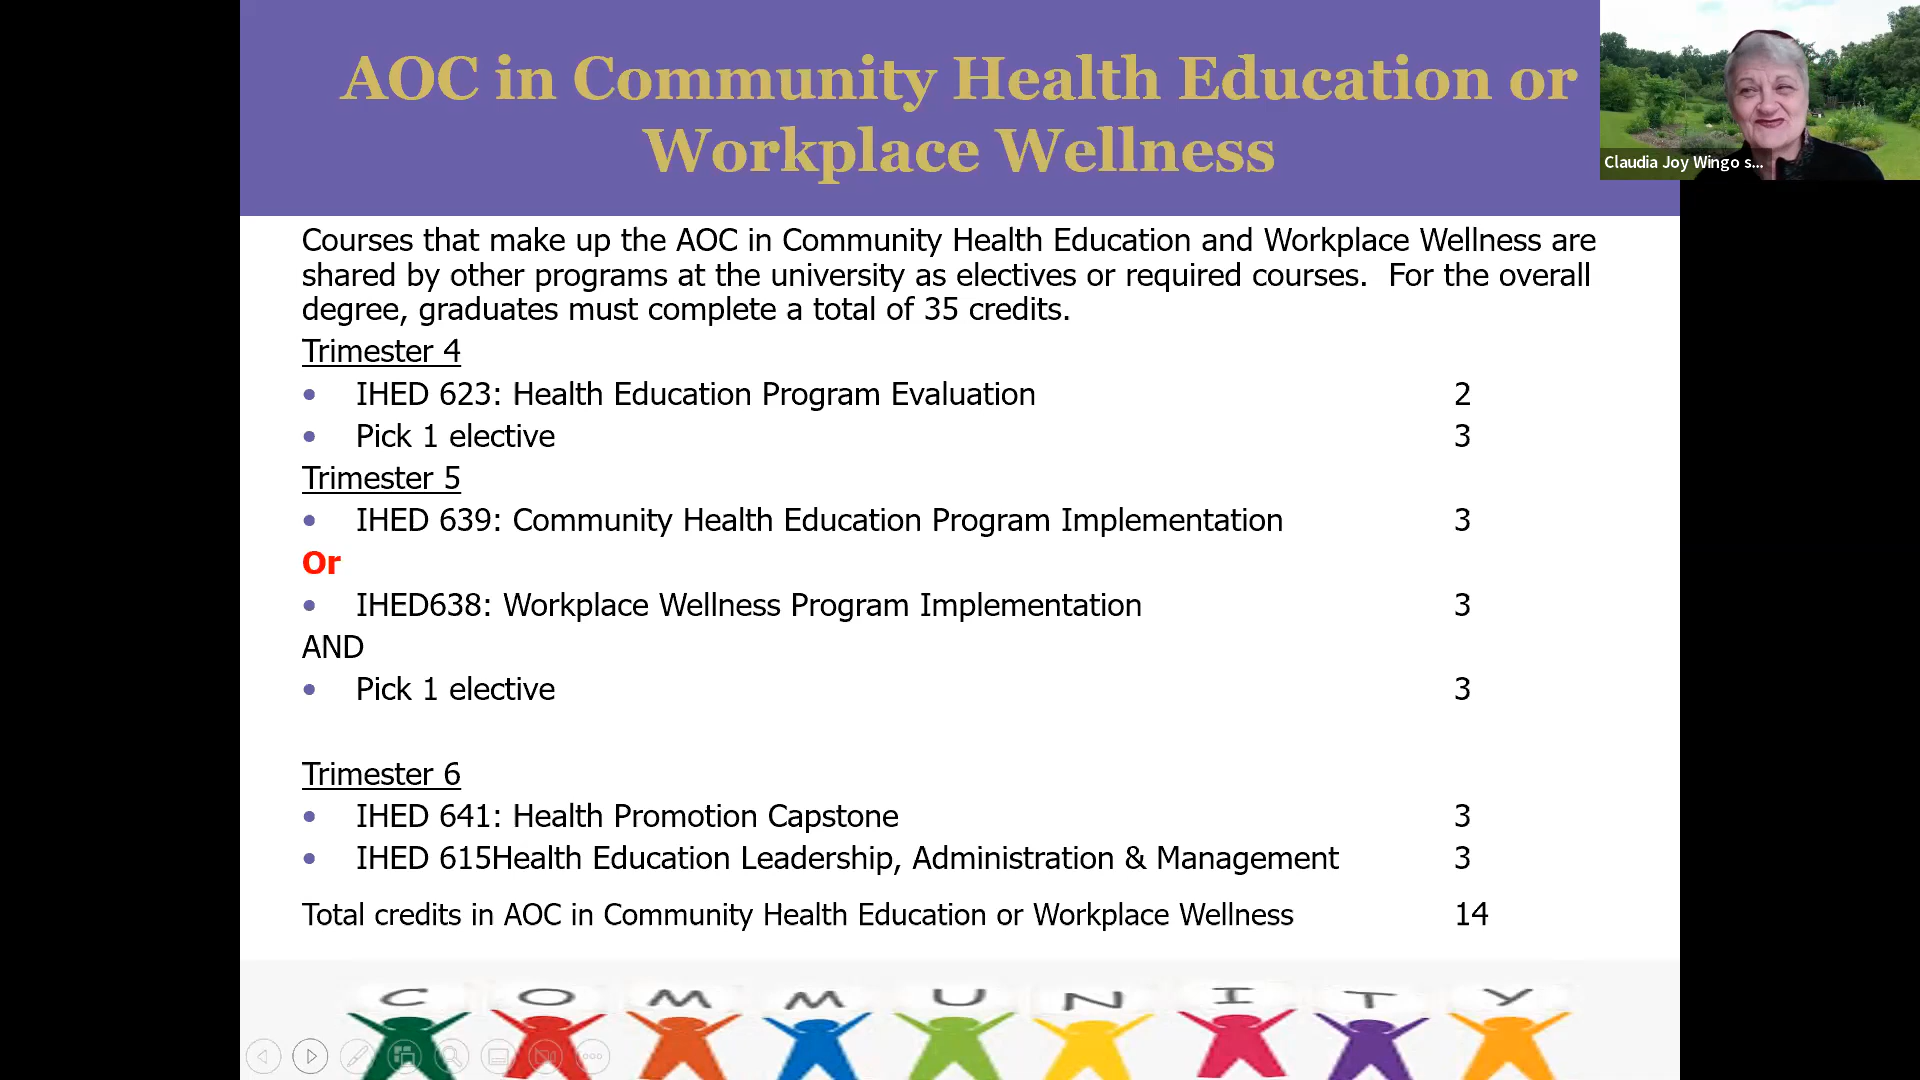 AOC in Community Health Education or
Workplace Wellness
Claudia Joy Wingo s...
Courses that make up the AOC in Community Health Education and Workplace Wellness are
shared by other programs at the university as electives or required courses.  For the overall
degree, graduates must complete a total of 35 credits.
Trimester 4
• IHED 623: Health Education Program Evaluation 2
• Pick 1 elective 3
Trimester 5
• IHED 639: Community Health Education Program Implementation 3
Or
• IHED638: Workplace Wellness Program Implementation 3
AND
• Pick 1 elective 3
Trimester 6
• IHED 641: Health Promotion Capstone 3
• IHED 615Health Education Leadership, Administration & Management 3
Total credits in AOC in Community Health Education or Workplace Wellness 14
COMMUNITY